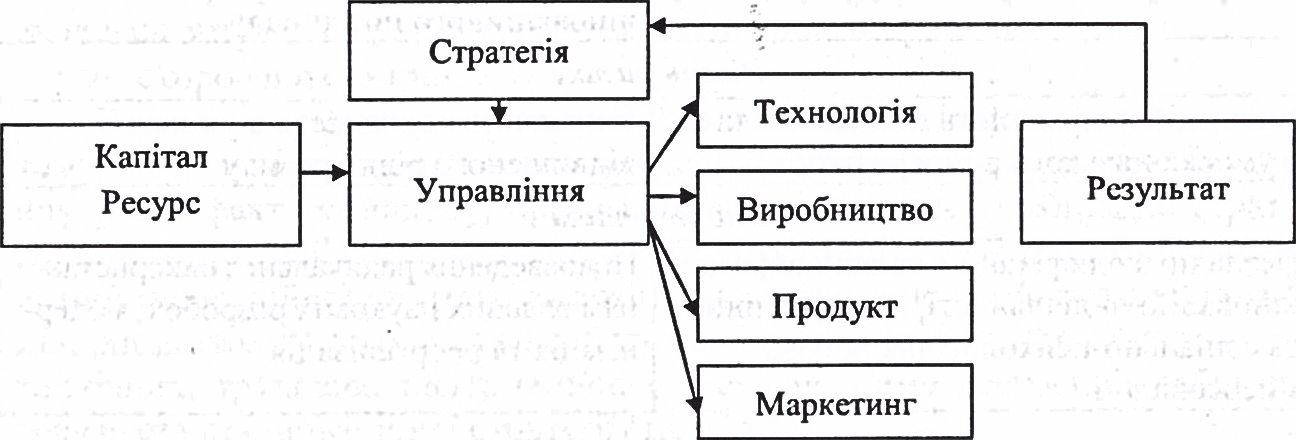 Стратегія
Капітал
Ресурс
Управління
Технологія
Виробництво
Продукт
Маркетинг
Результат